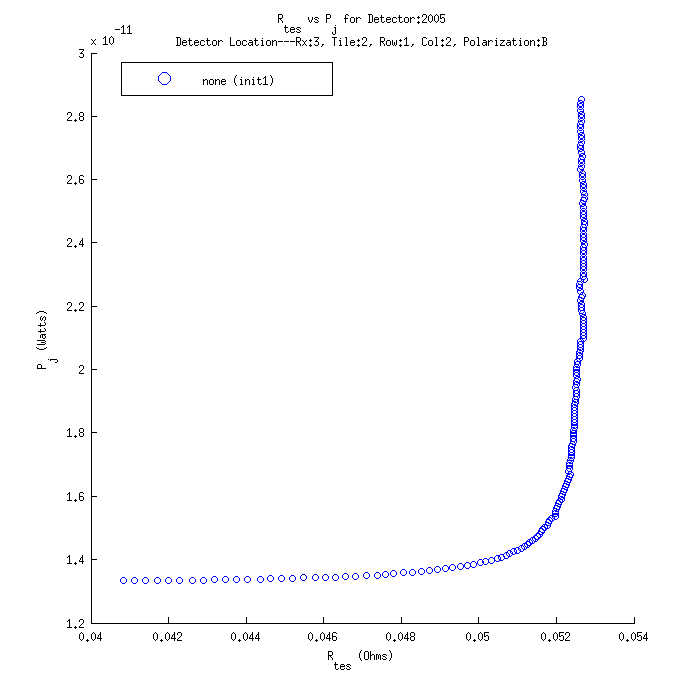 R_tes vs P_j for Detector:2005
Detector Location---Rx:3, Tile:2, Row:1, Col:2, Polarization:B
x 10^-11
none (init1)
3
2.8
2.6
2.4
2.2
2
1.8
1.6
1.4
1.2
P_j (Watts)
0.04 0.042 0.044 0.046 0.048 0.05 0.052 0.054
R_tes (Ohms)